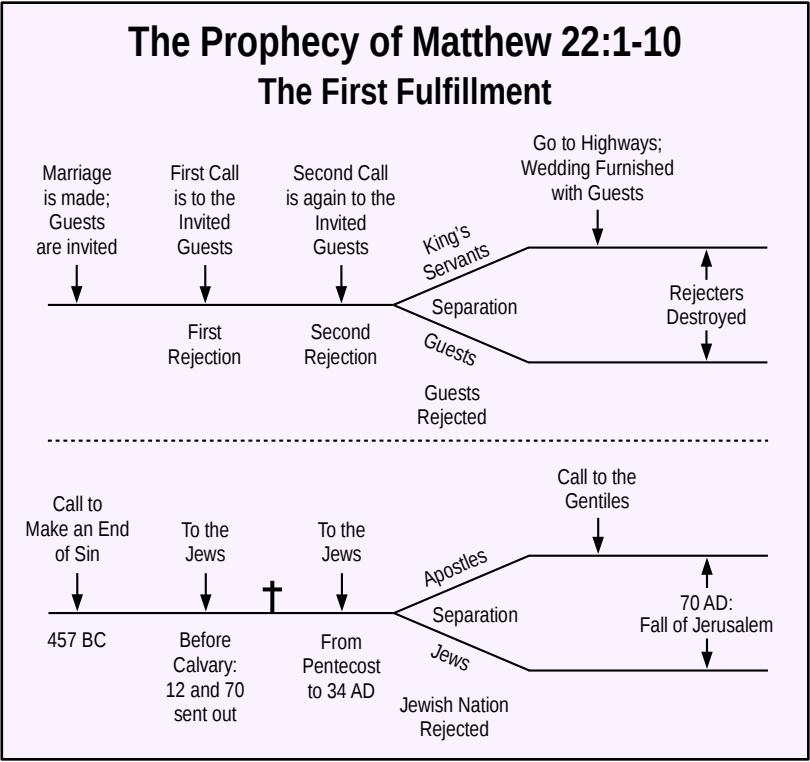 The Prophecy of Matthew 22:1-10
The First Fulfillment
Marriage
is made;
Guests
are invited
First Call
is to the
Invited
Guests
Second Call
is again to the
Invited
Guests
Go to Highways;
Wedding Furnished
with Guests
King’s
Servants
Separation
Guests
Rejecters
Destroyed
First
Rejection
Second
Rejection
Guests
Rejected
Call to
Make an End
of Sin
To the
Jews
To the
Jews
Call to the
Gentiles
Apostles
Separation
Jews
70 AD:
Fall of Jerusalem
457 BC
Before
Calvary:
12 and 70
sent out
From
Pentecost
to 34 AD
Jewish Nation
Rejected